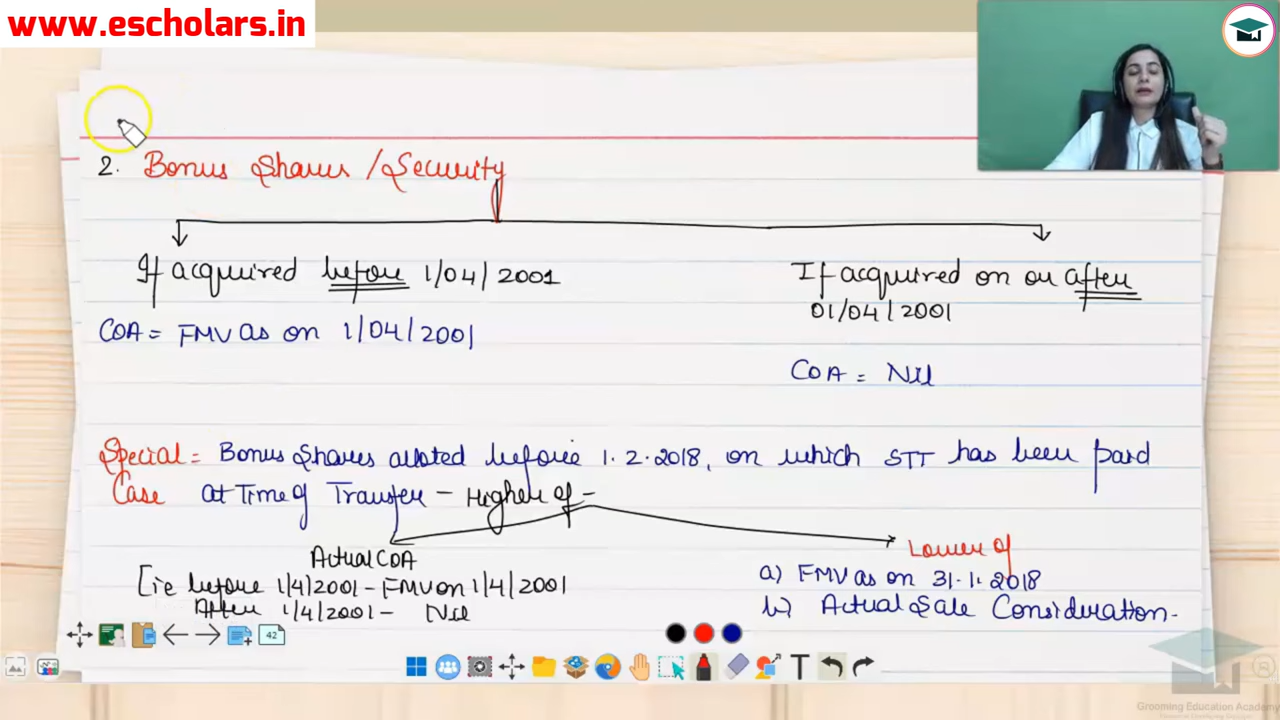 www.escholars.in
2. Bonus Shares / Security
If acquired before 1/04/2001
If acquired on or after
01/04/2001
COA = FMV as on 1/04/2001
COA = Nil
Special = Bonus Shares alloted before 1.2.2018, on which STT has been paid
Case at Time of Transfer - Higher of -
Actual COA
[ie before 1/4/2001 - FMV on 1/4/2001
After 1/4/2001 - Nil
Lower of
a) FMV as on 31.1.2018
b) Actual Sale Consideration.
42
T
Grooming Education Academy